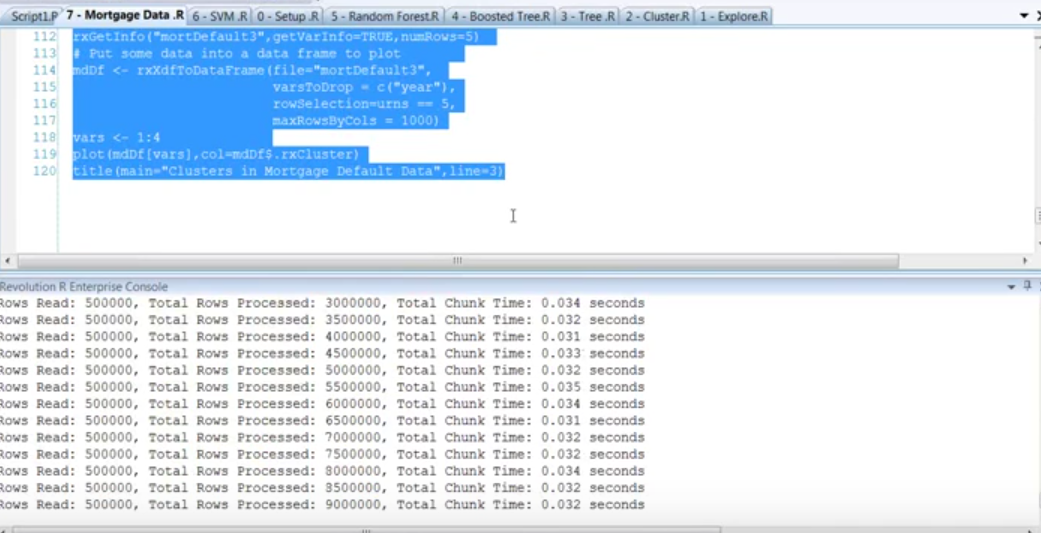 Script1.R 7 - Mortgage Data .R 6 - SVM .R 0 - Setup .R 5 - Random Forest.R 4 - Boosted Tree.R 3 - Tree .R 2 - Cluster.R 1 - Explore.R
112 rxGetInfo("mortDefault3",getVarInfo=TRUE,numRows=5)
113 # Put some data into a data frame to plot
114 mdDf <- rxXdfToDataFrame(file="mortDefault3",
115 varsToDrop = c("year"),
116 rowSelection=urns == 5,
117 maxRowsByCols = 1000)
118 vars <- 1:4
119 plot(mdDf[vars],col=mdDf$.rxCluster)
120 title(main="Clusters in Mortgage Default Data",line=3)
Revolution R Enterprise Console
Rows Read: 500000, Total Rows Processed: 3000000, Total Chunk Time: 0.034 seconds
Rows Read: 500000, Total Rows Processed: 3500000, Total Chunk Time: 0.032 seconds
Rows Read: 500000, Total Rows Processed: 4000000, Total Chunk Time: 0.031 seconds
Rows Read: 500000, Total Rows Processed: 4500000, Total Chunk Time: 0.033 seconds
Rows Read: 500000, Total Rows Processed: 5000000, Total Chunk Time: 0.032 seconds
Rows Read: 500000, Total Rows Processed: 5500000, Total Chunk Time: 0.035 seconds
Rows Read: 500000, Total Rows Processed: 6000000, Total Chunk Time: 0.034 seconds
Rows Read: 500000, Total Rows Processed: 6500000, Total Chunk Time: 0.031 seconds
Rows Read: 500000, Total Rows Processed: 7000000, Total Chunk Time: 0.032 seconds
Rows Read: 500000, Total Rows Processed: 7500000, Total Chunk Time: 0.032 seconds
Rows Read: 500000, Total Rows Processed: 8000000, Total Chunk Time: 0.034 seconds
Rows Read: 500000, Total Rows Processed: 8500000, Total Chunk Time: 0.032 seconds
Rows Read: 500000, Total Rows Processed: 9000000, Total Chunk Time: 0.032 seconds